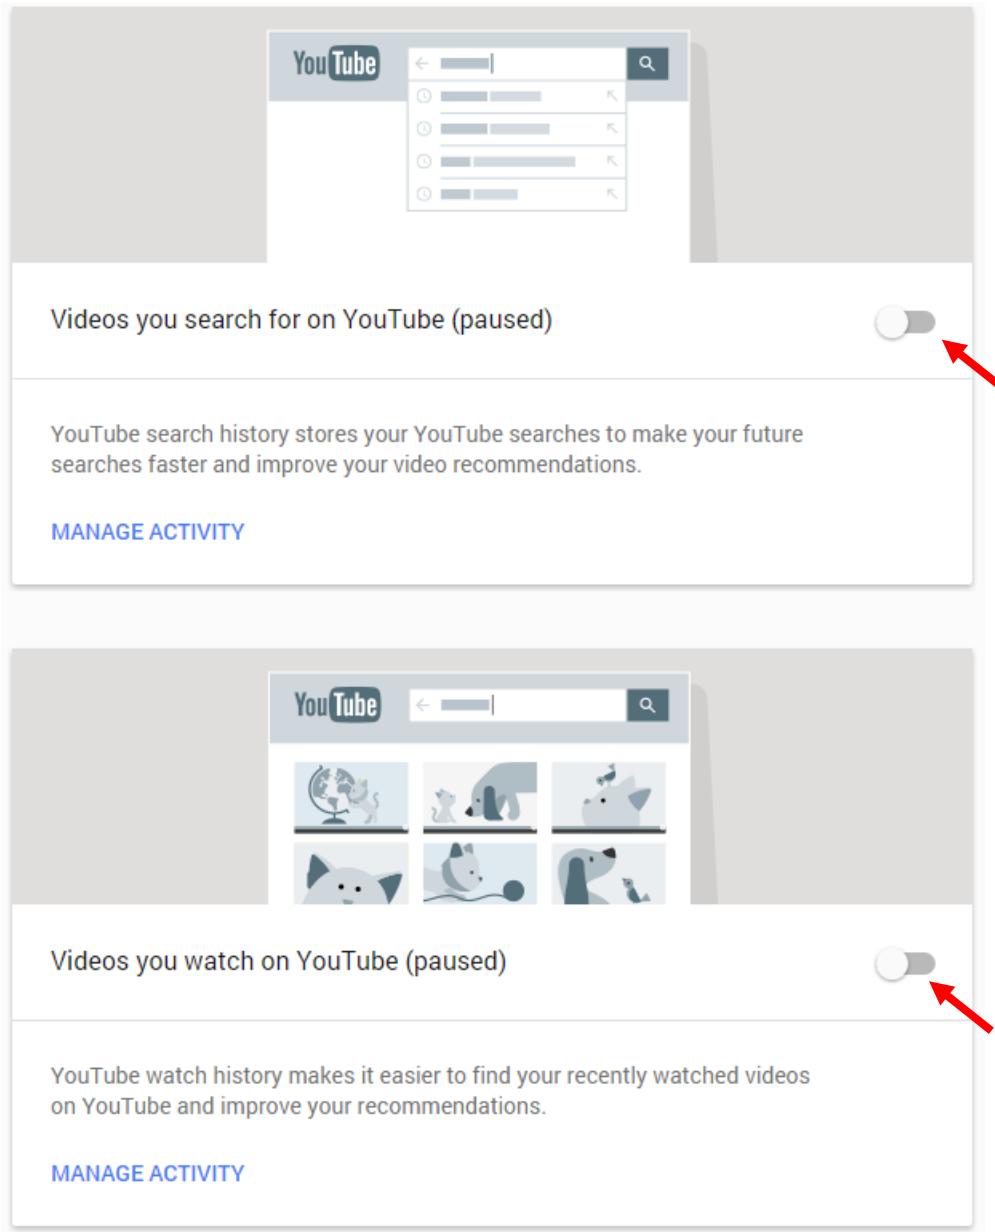 YouTube
Videos you search for on YouTube (paused)
YouTube search history stores your YouTube searches to make your future
searches faster and improve your video recommendations.
MANAGE ACTIVITY
YouTube
Videos you watch on YouTube (paused)
YouTube watch history makes it easier to find your recently watched videos
on YouTube and improve your recommendations.
MANAGE ACTIVITY